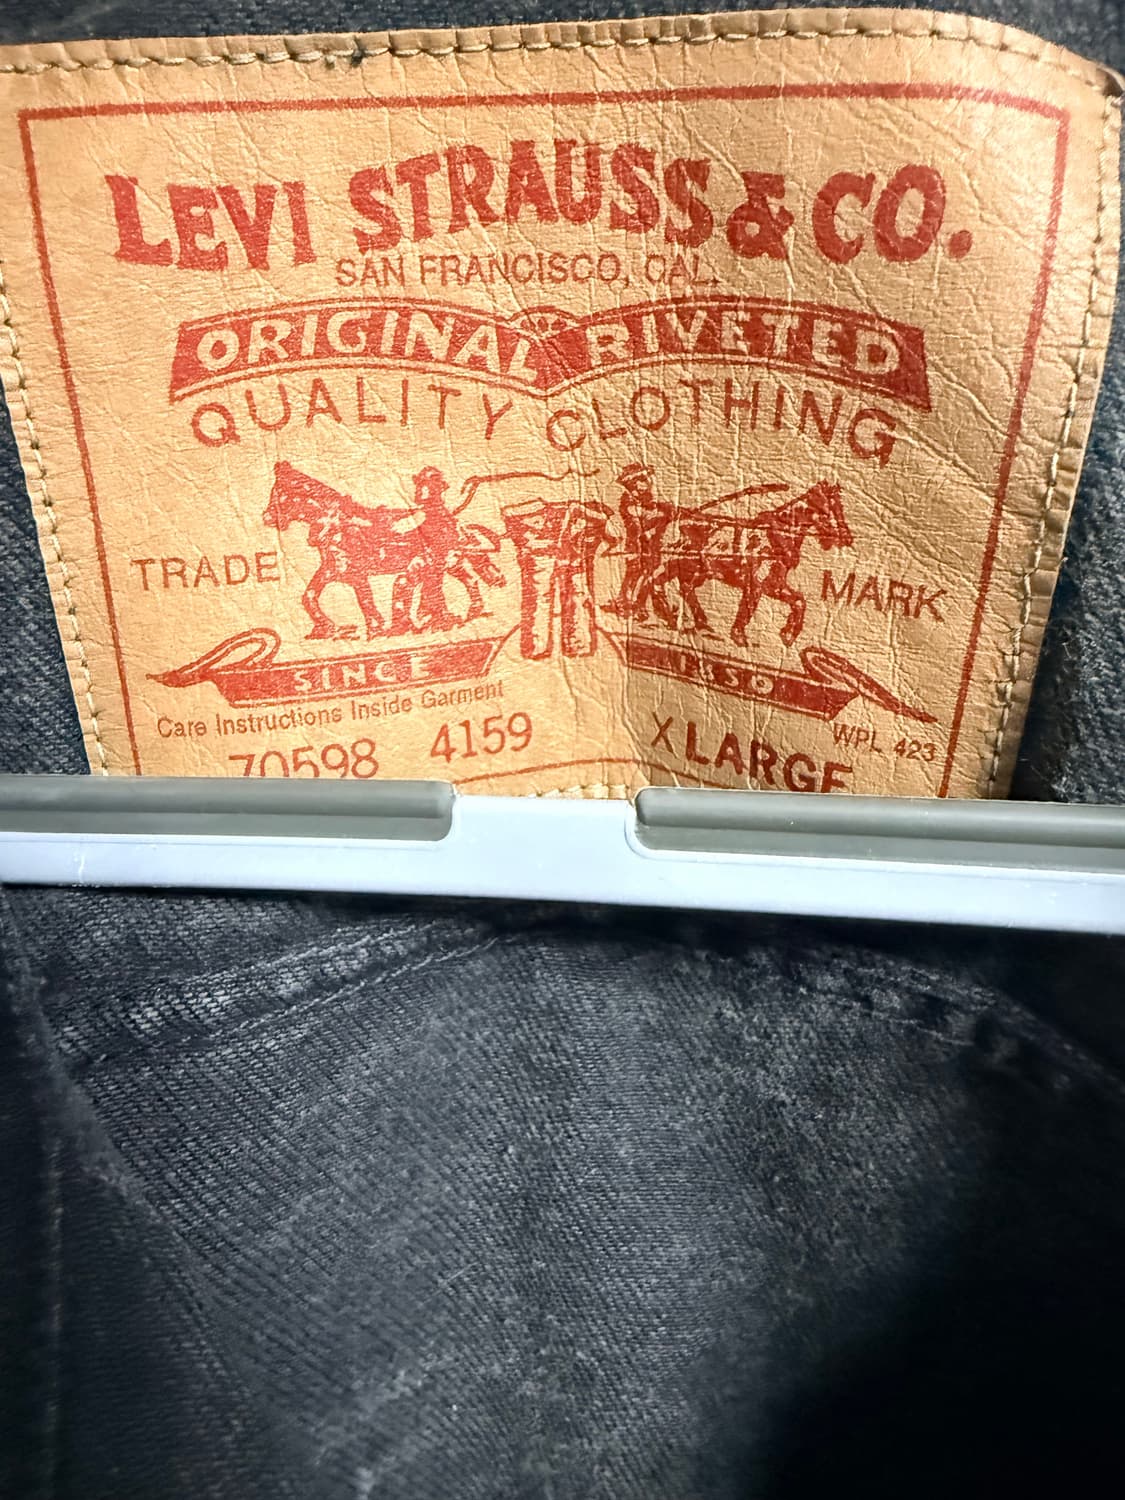 LEVI STRAUSS & CO.
SAN FRANCISCO, CAL.
ORIGINAL RIVETED
QUALITY CLOTHING
TRADE MARK
SINCE 1850
Care Instructions Inside Garment
WPL 423
70598 4159 X LARGE